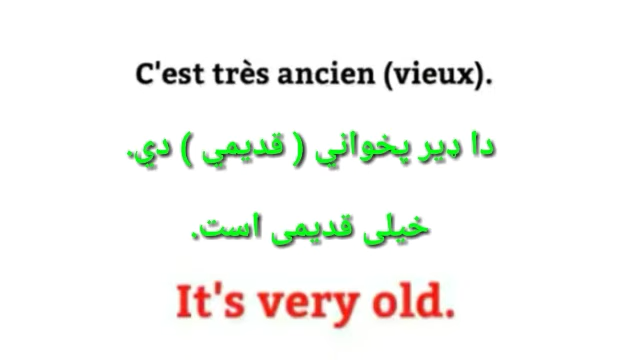 C'est très ancien (vieux).
دا ډیر پخواني ( قدیمي ) دي.
خیلی قدیمی است.
It's very old.